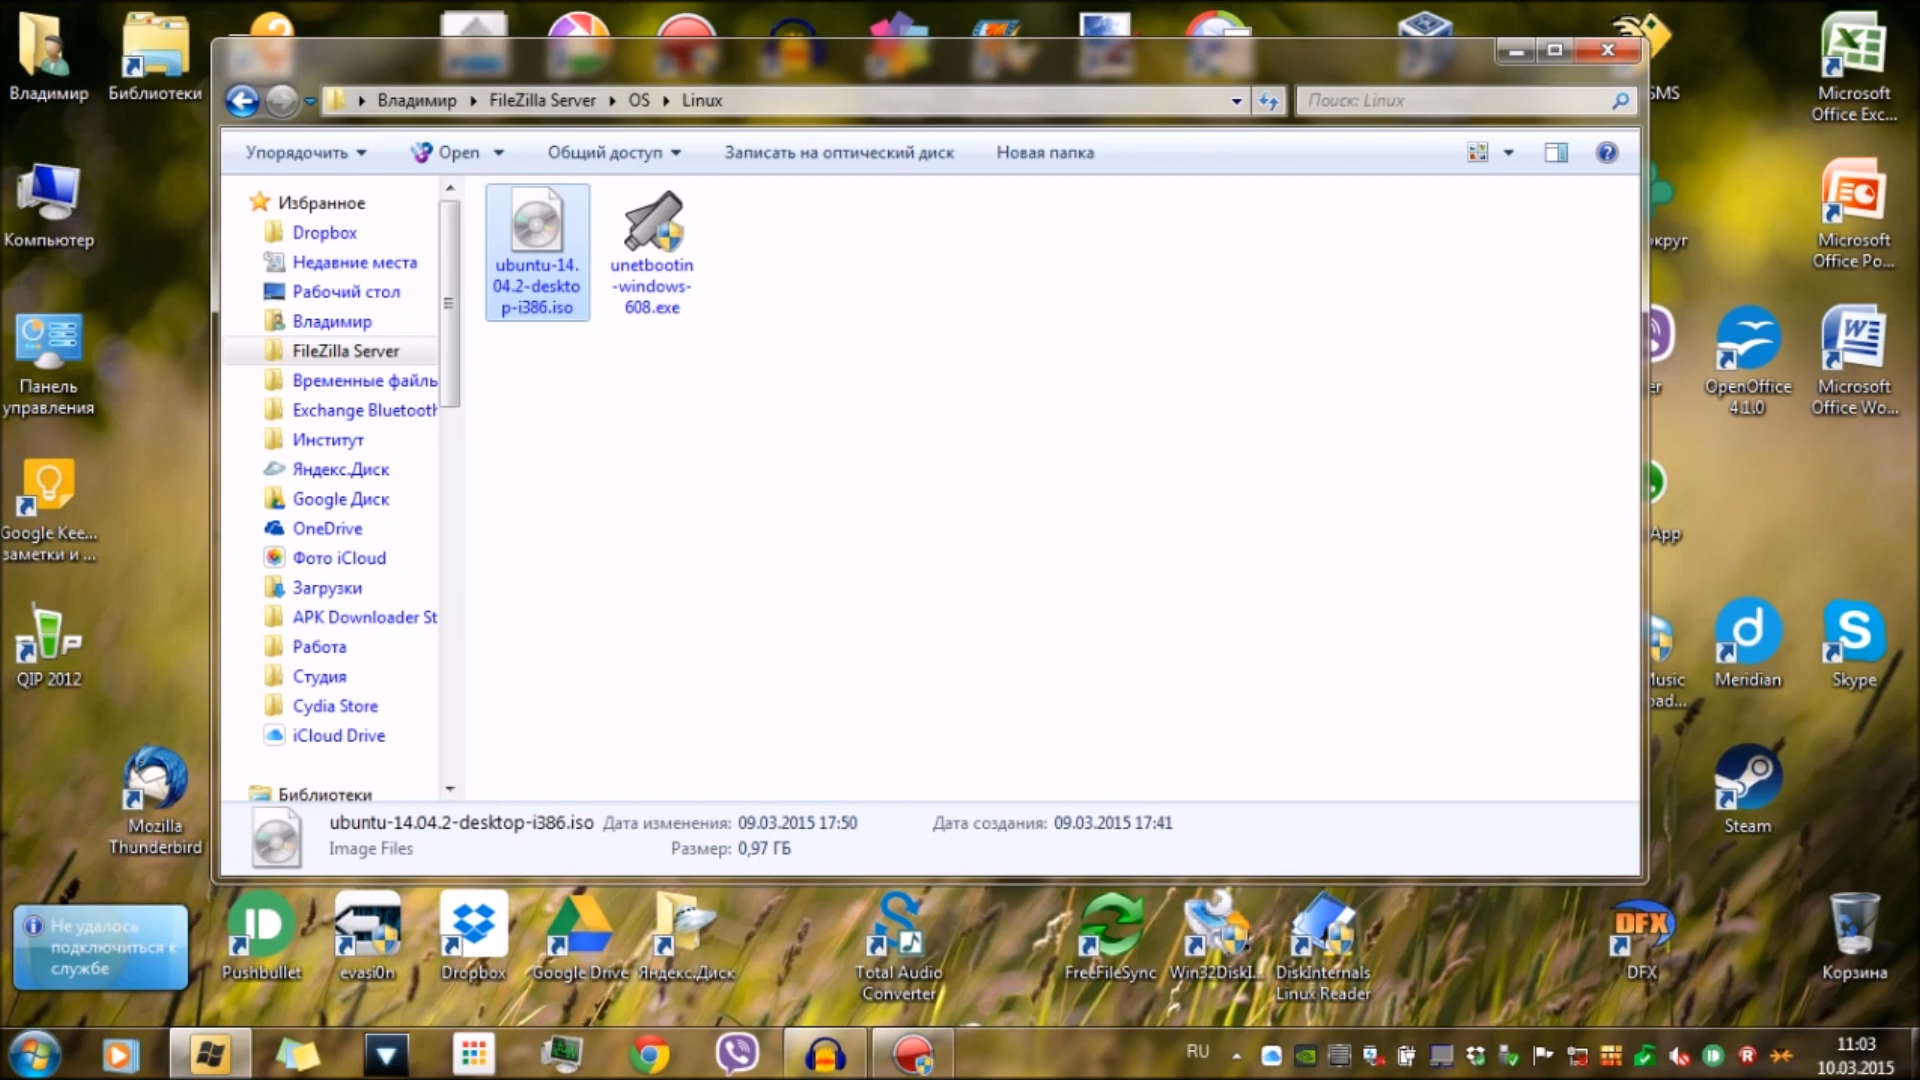 Владимир
Библиотеки
SMS
Microsoft
Office Exc...
Владимир FileZilla Server OS Linux
Поиск: Linux
Упорядочить Open Общий доступ Записать на оптический диск Новая папка
Компьютер
Избранное
Dropbox
Недавние места
Рабочий стол
Владимир
FileZilla Server
Временные файль
Exchange Bluetooth
Институт
Яндекс.Диск
Google Диск
OneDrive
Фото iCloud
Загрузки
APK Downloader St
Работа
Студия
Cydia Store
iCloud Drive
Библиотеки
ubuntu-14.
04.2-deskto
p-i386.iso
unetbootin
-windows-
608.exe
округ
Microsoft
Office Po...
Панель
управления
er
OpenOffice
4.1.0
Microsoft
Office Wo...
Google Kee...
заметки и ...
App
QIP 2012
Music
oad...
Meridian
Skype
Mozilla
Thunderbird
Steam
ubuntu-14.04.2-desktop-i386.iso Дата изменения: 09.03.2015 17:50 Дата создания: 09.03.2015 17:41
Image Files Размер: 0,97 ГБ
Не удалось
подключиться к
службе
Pushbullet
evasi0n
Dropbox
Google Drive
Яндекс.Диск
Total Audio
Converter
FreeFileSync
Win32DiskI...
DiskInternals
Linux Reader
DFX
DFX
Корзина
RU
11:03
10.03.2015